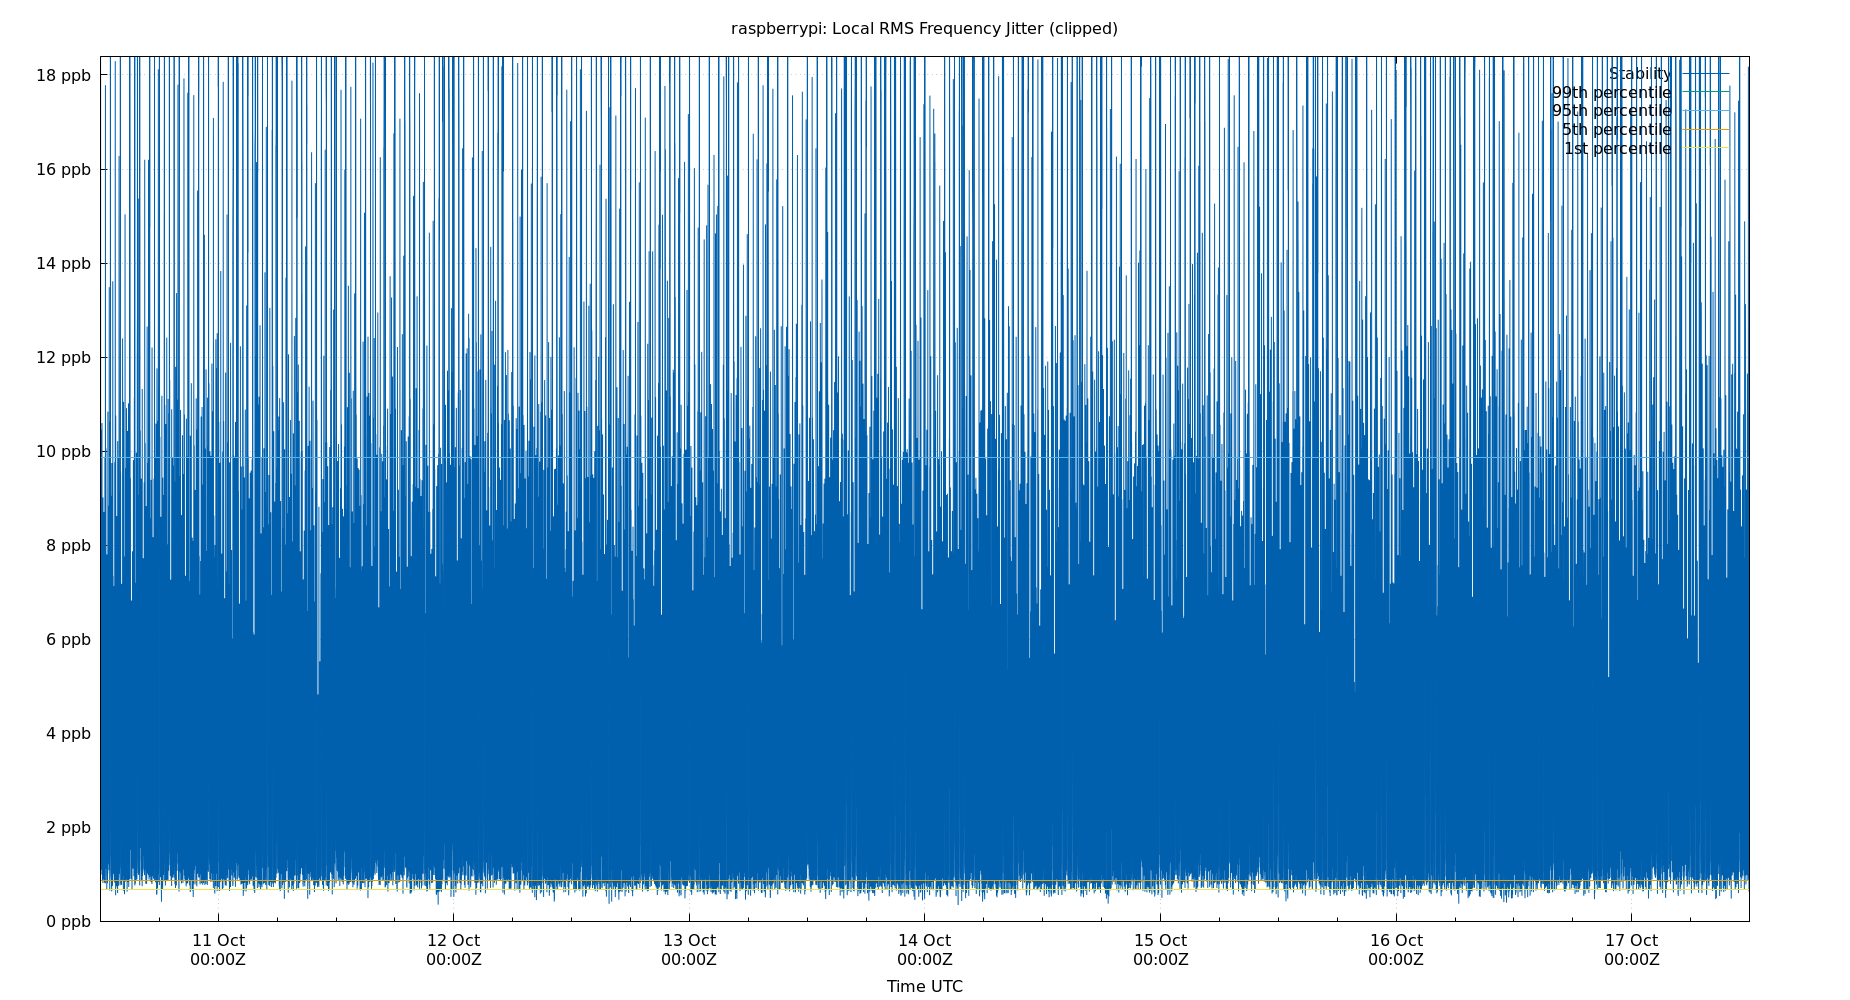 raspberrypi: Local RMS Frequency Jitter (clipped)
18 ppb
16 ppb
14 ppb
12 ppb
10 ppb
8 ppb
6 ppb
4 ppb
2 ppb
0 ppb
Stability
99th percentile
95th percentile
5th percentile
1st percentile
11 Oct
00:00Z
12 Oct
00:00Z
13 Oct
00:00Z
14 Oct
00:00Z
15 Oct
00:00Z
16 Oct
00:00Z
17 Oct
00:00Z
Time UTC